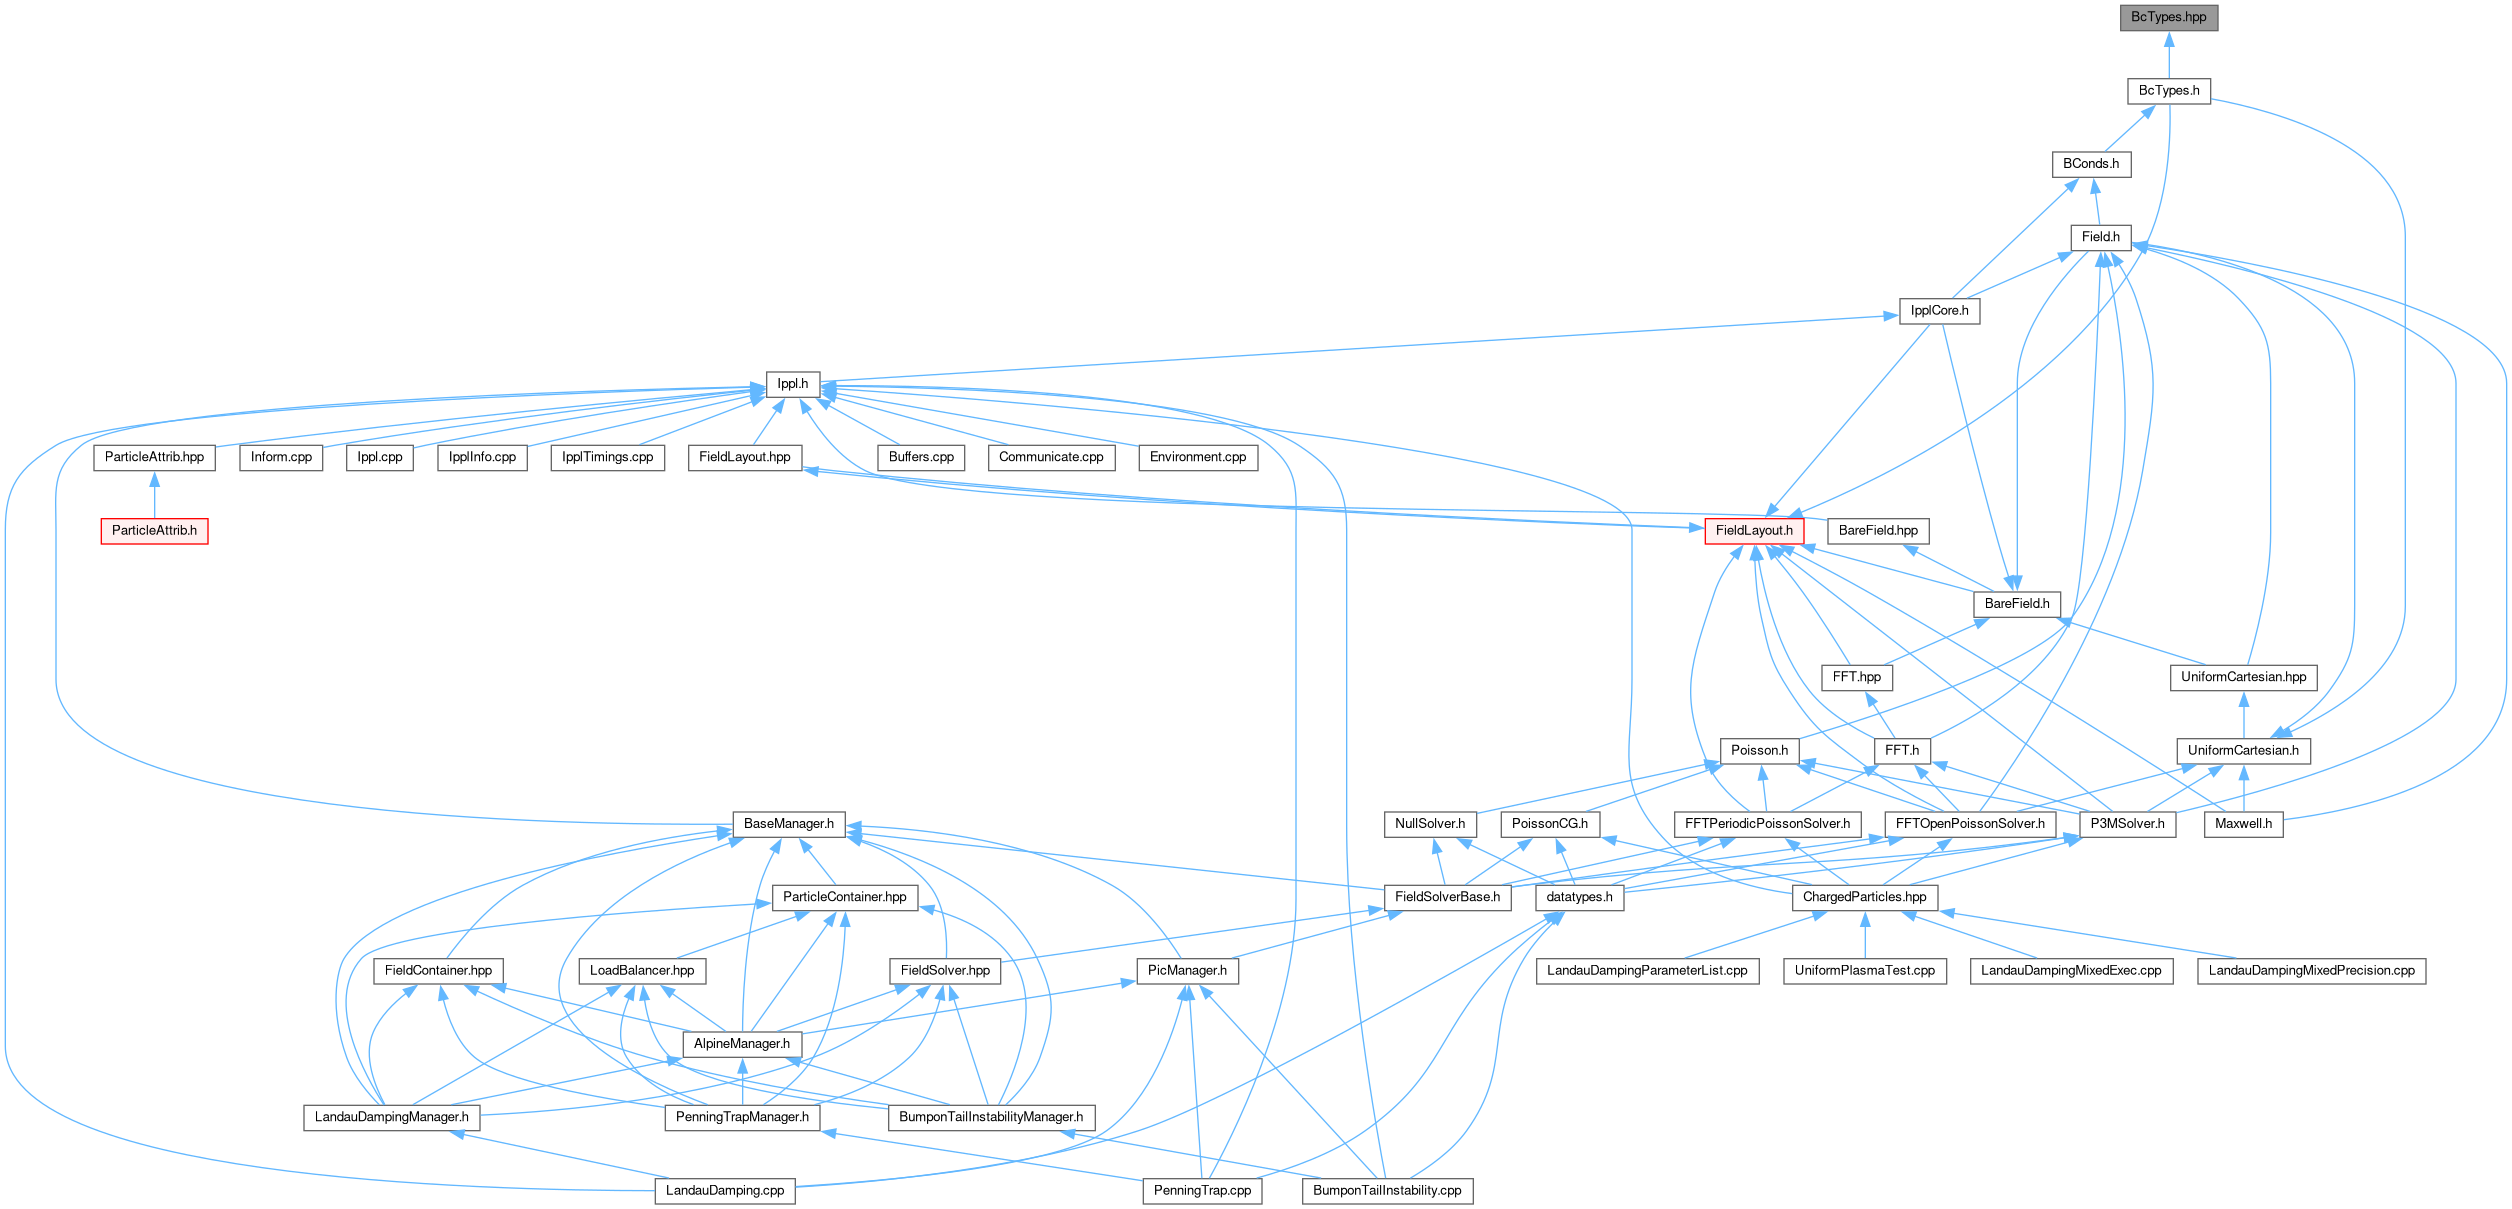 BcTypes.hpp
BcTypes.h
BConds.h
Field.h
IpplCore.h
Ippl.h
ParticleAttrib.hpp
Inform.cpp
Ippl.cpp
IpplInfo.cpp
IpplTimings.cpp
FieldLayout.hpp
Buffers.cpp
Communicate.cpp
Environment.cpp
ParticleAttrib.h
FieldLayout.h
BareField.hpp
BareField.h
FFT.hpp
UniformCartesian.hpp
Poisson.h
FFT.h
UniformCartesian.h
BaseManager.h
NullSolver.h
PoissonCG.h
FFTPeriodicPoissonSolver.h
FFTOpenPoissonSolver.h
P3MSolver.h
Maxwell.h
ParticleContainer.hpp
FieldSolverBase.h
datatypes.h
ChargedParticles.hpp
FieldContainer.hpp
LoadBalancer.hpp
FieldSolver.hpp
PicManager.h
LandauDampingParameterList.cpp
UniformPlasmaTest.cpp
LandauDampingMixedExec.cpp
LandauDampingMixedPrecision.cpp
AlpineManager.h
LandauDampingManager.h
PenningTrapManager.h
BumponTailInstabilityManager.h
LandauDamping.cpp
PenningTrap.cpp
BumponTailInstability.cpp